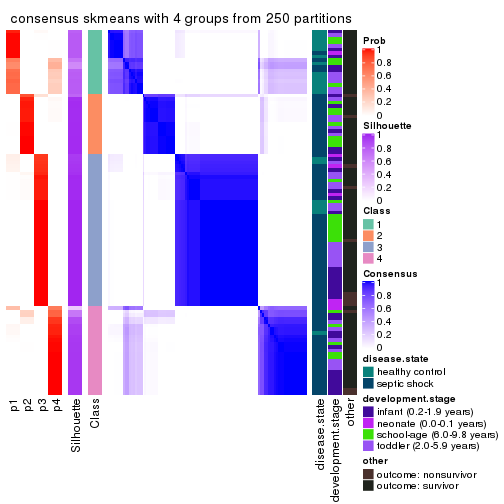 consensus skmeans with 4 groups from 250 partitions
Prob
1
0.8
0.6
0.4
0.2
0
Silhouette
1
0.8
0.6
0.4
0.2
0
Class
1
2
3
4
Consensus
1
0.8
0.6
0.4
0.2
0
disease.state
healthy control
septic shock
development.stage
infant (0.2-1.9 years)
neonate (0.0-0.1 years)
school-age (6.0-9.8 years)
toddler (2.0-5.9 years)
other
outcome: nonsurvivor
outcome: survivor
p1
p2
p3
p4
Silhouette
Class
disease.state
development.stage
other